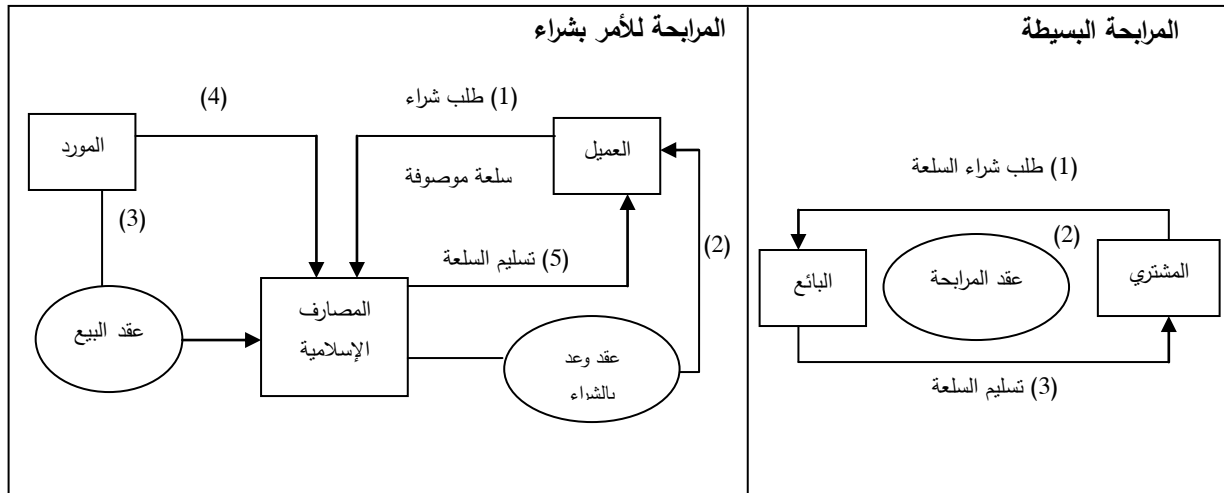 المرابحة البسيطة
(1) طلب شراء السلعة
(2)
المشتري
عقد المرابحة
البائع
(3) تسليم السلعة
المرابحة للأمر بشراء
(1) طلب شراء
(4)
العميل
المورد
سلعة موصوفة
(3)
(2)
(5) تسليم السلعة
المصارف
الإسلامية
عقد البيع
عقد وعد
بالشراء